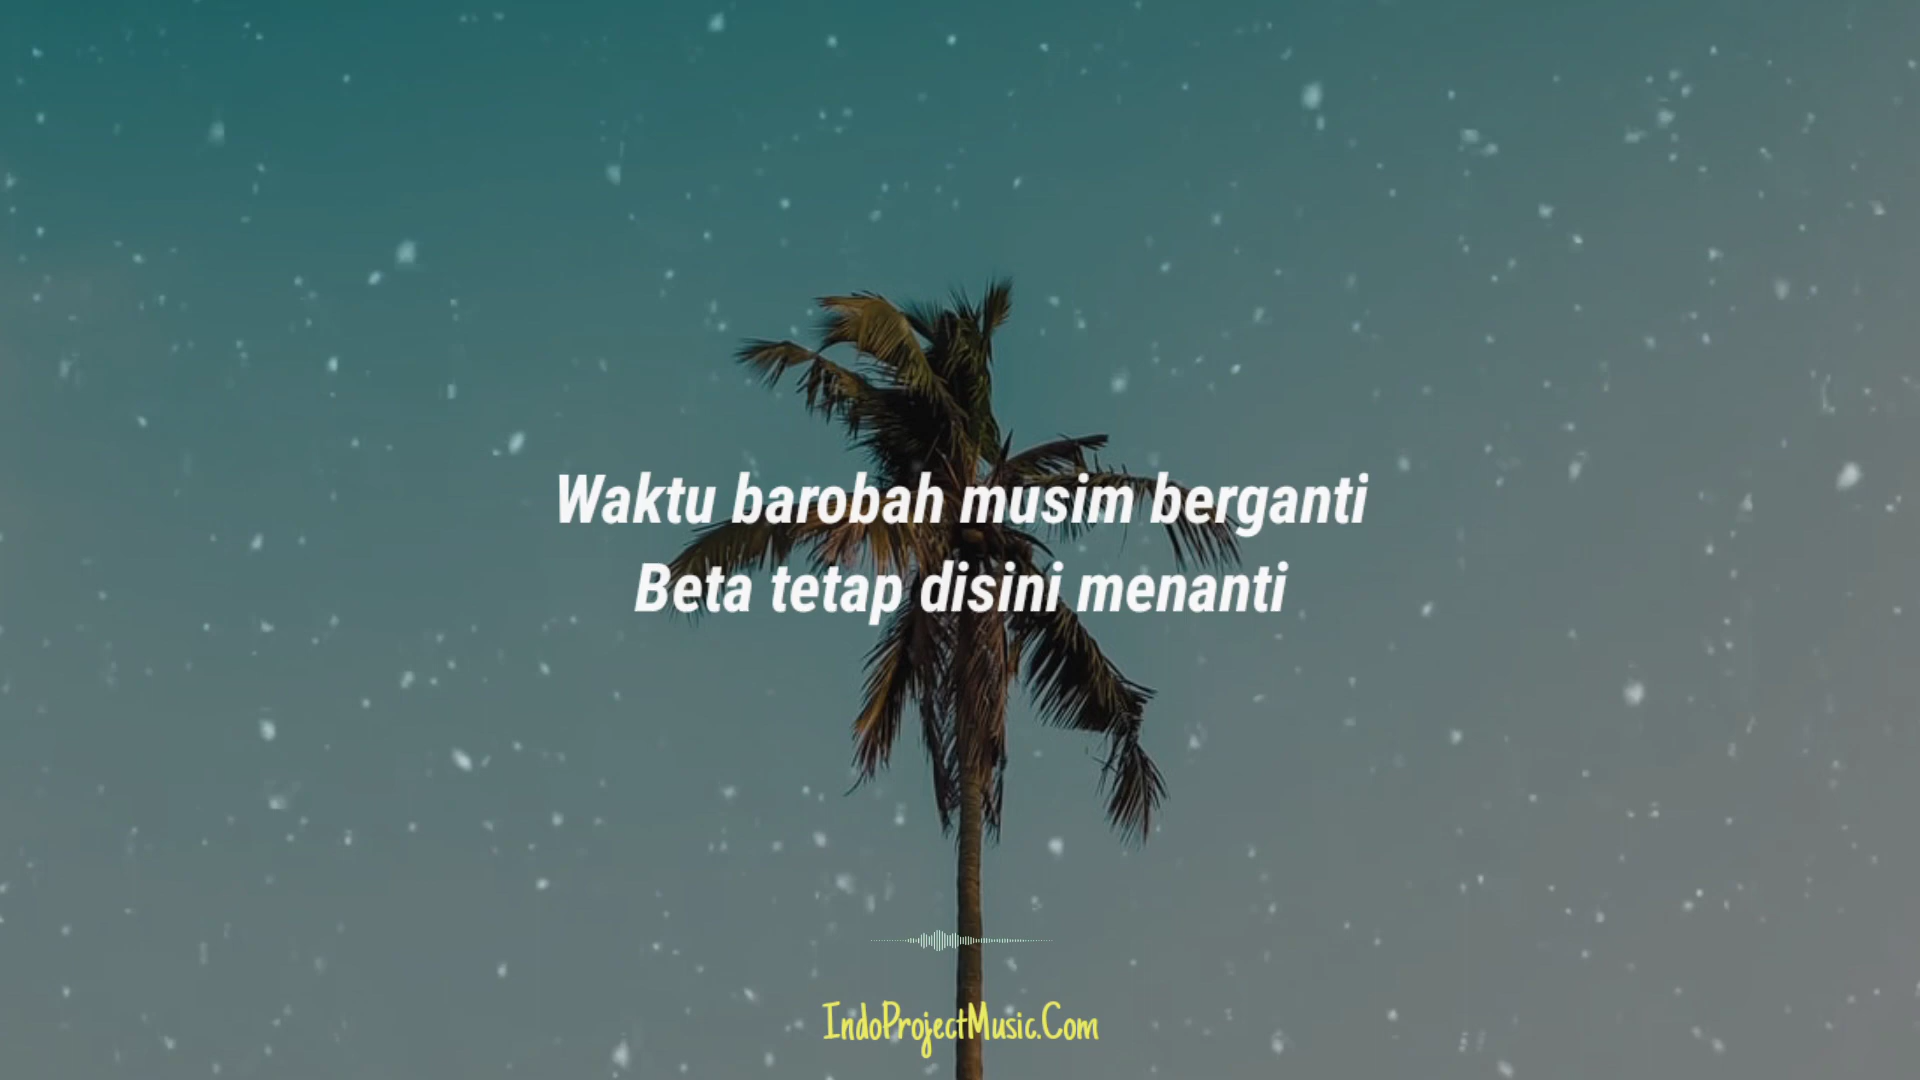 Waktu barobah musim berganti
Beta tetap disini menanti
IndoProjectMusic.Com